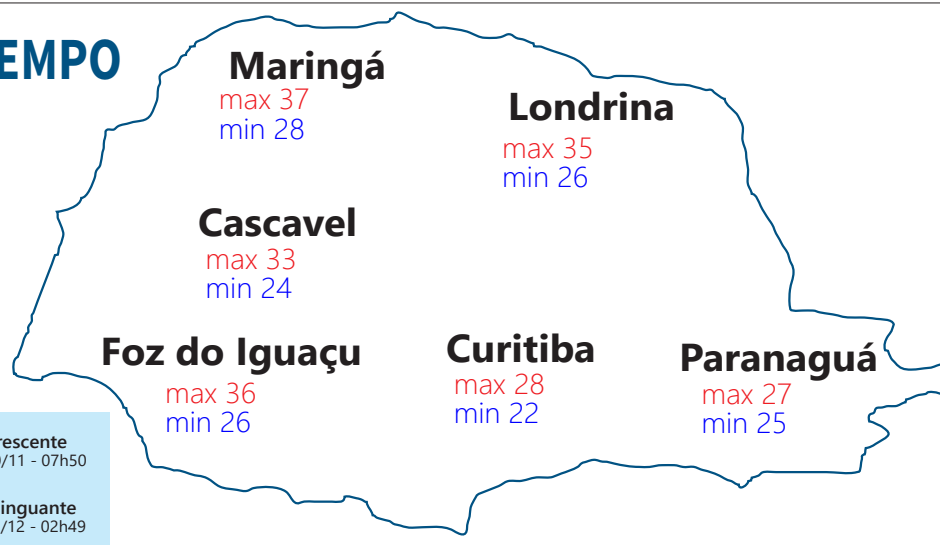 EMPO
Maringá
max 37
min 28
Londrina
max 35
min 26
Cascavel
max 33
min 24
Foz do Iguaçu
max 36
min 26
Curitiba
max 28
min 22
Paranaguá
max 27
min 25
rescente
/11 - 07h50
inguante
/12 - 02h49